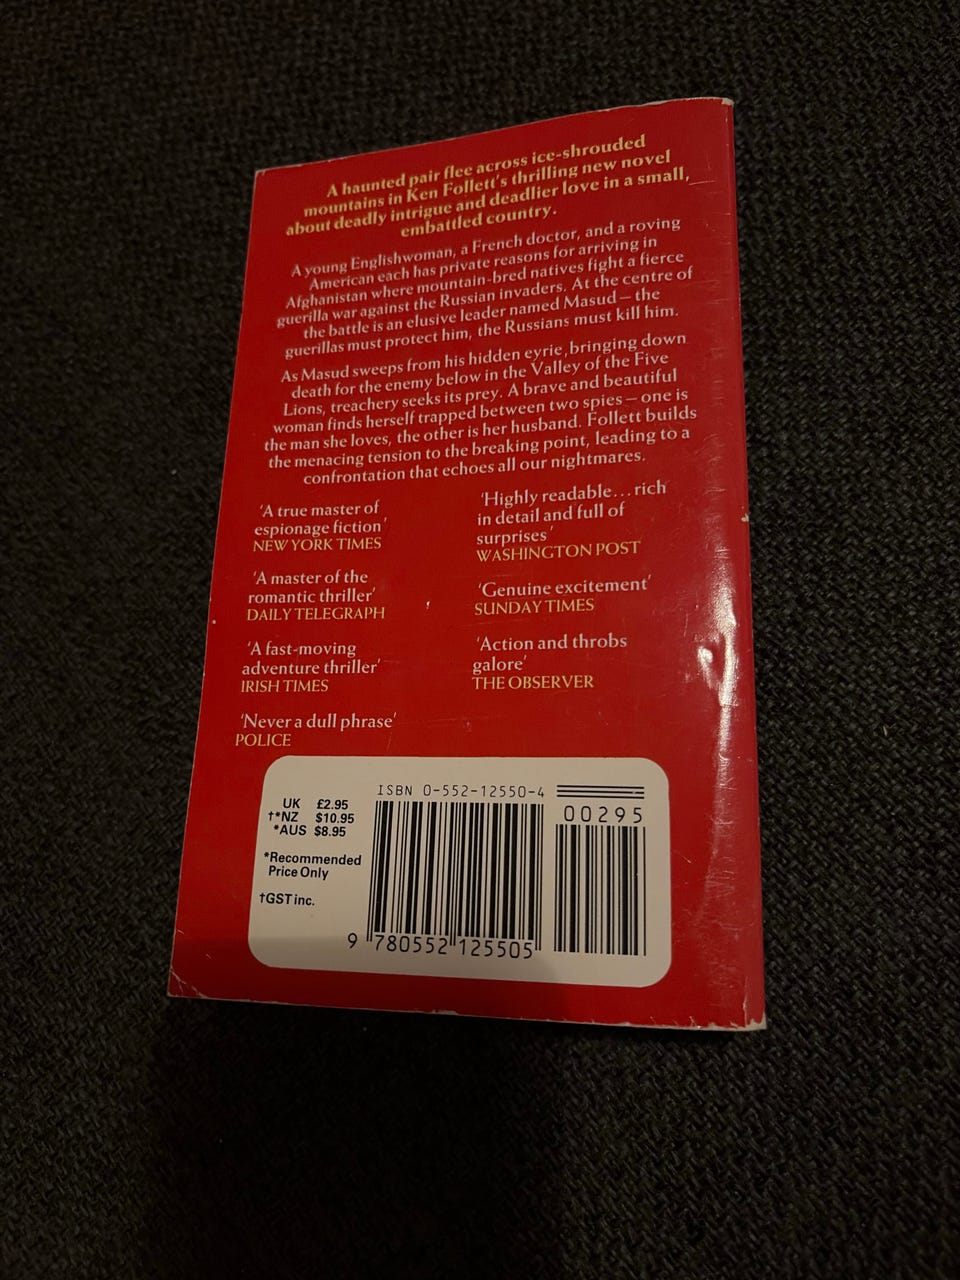 A haunted pair flee across ice-shrouded
mountains in Ken Follett's thrilling new novel
about deadly intrigue and deadlier love in a small,
embattled country.
A young Englishwoman, a French doctor, and a roving
American each has private reasons for arriving in
Afghanistan where mountain-bred natives fight a fierce
guerilla war against the Russian invaders. At the centre of
the battle is an elusive leader named Masud – the
guerillas must protect him, the Russians must kill him.
As Masud sweeps from his hidden eyrie, bringing down
death for the enemy below in the Valley of the Five
Lions, treachery seeks its prey. A brave and beautiful
woman finds herself trapped between two spies – one is
the man she loves, the other is her husband. Follett builds
the menacing tension to the breaking point, leading to a
confrontation that echoes all our nightmares.
'A true master of
espionage fiction'
NEW YORK TIMES
'A master of the
romantic thriller'
DAILY TELEGRAPH
'A fast-moving
adventure thriller'
IRISH TIMES
'Never a dull phrase'
POLICE
'Highly readable...rich
in detail and full of
surprises'
WASHINGTON POST
'Genuine excitement'
SUNDAY TIMES
'Action and throbs
galore'
THE OBSERVER
UK £2.95
†*NZ $10.95
*AUS $8.95
*Recommended
Price Only
†GST inc.
ISBN 0-552-12550-4
00295
9 780552 125505